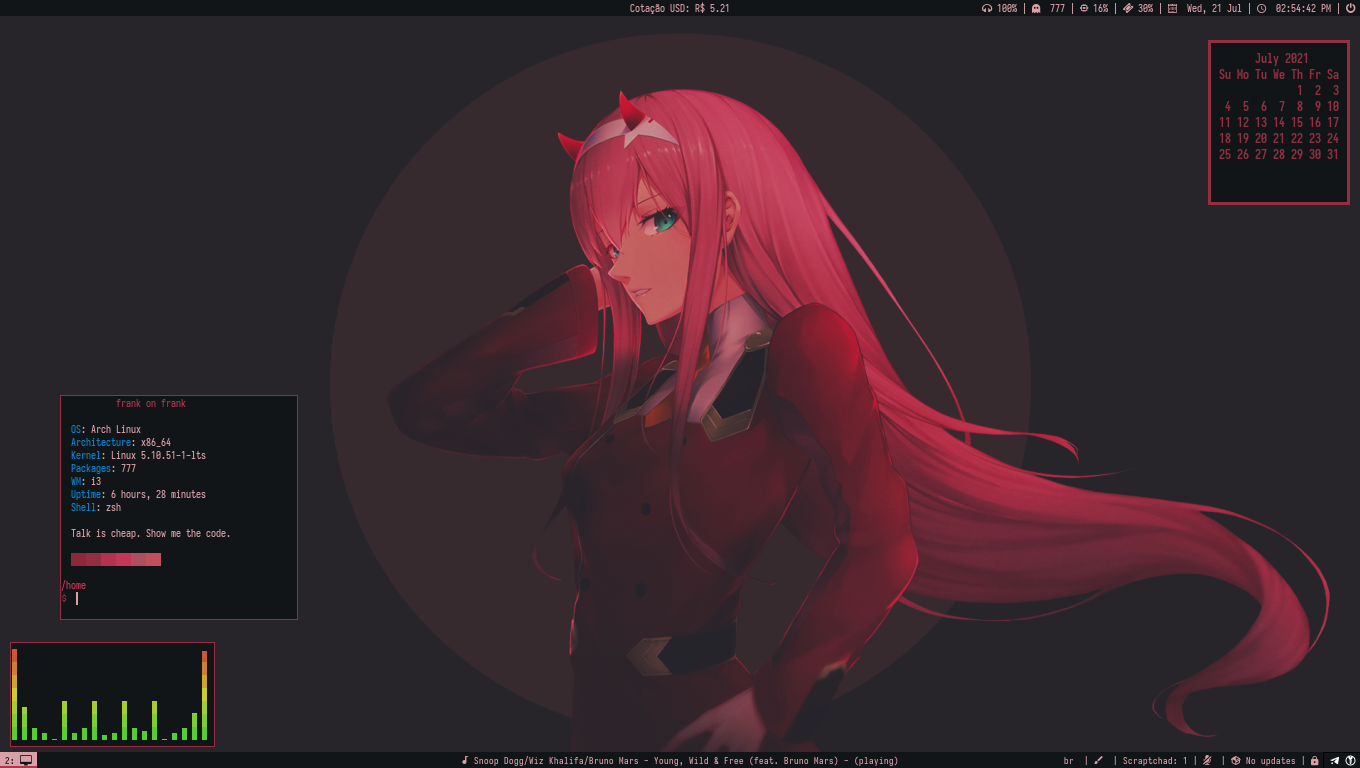 Cotação USD: R$ 5.21
100% | 777 | 16% | 30% | Wed, 21 Jul | 02:54:42 PM |
July 2021
Su Mo Tu We Th Fr Sa
1 2 3
4 5 6 7 8 9 10
11 12 13 14 15 16 17
18 19 20 21 22 23 24
25 26 27 28 29 30 31
frank on frank
OS: Arch Linux
Architecture: x86_64
Kernel: Linux 5.10.51-1-lts
Packages: 777
WM: i3
Uptime: 6 hours, 28 minutes
Shell: zsh
Talk is cheap. Show me the code.
/home
$
2:
Snoop Dogg/Wiz Khalifa/Bruno Mars - Young, Wild & Free (feat. Bruno Mars) - (playing)
br | | Scraptchad: 1 | | No updates |